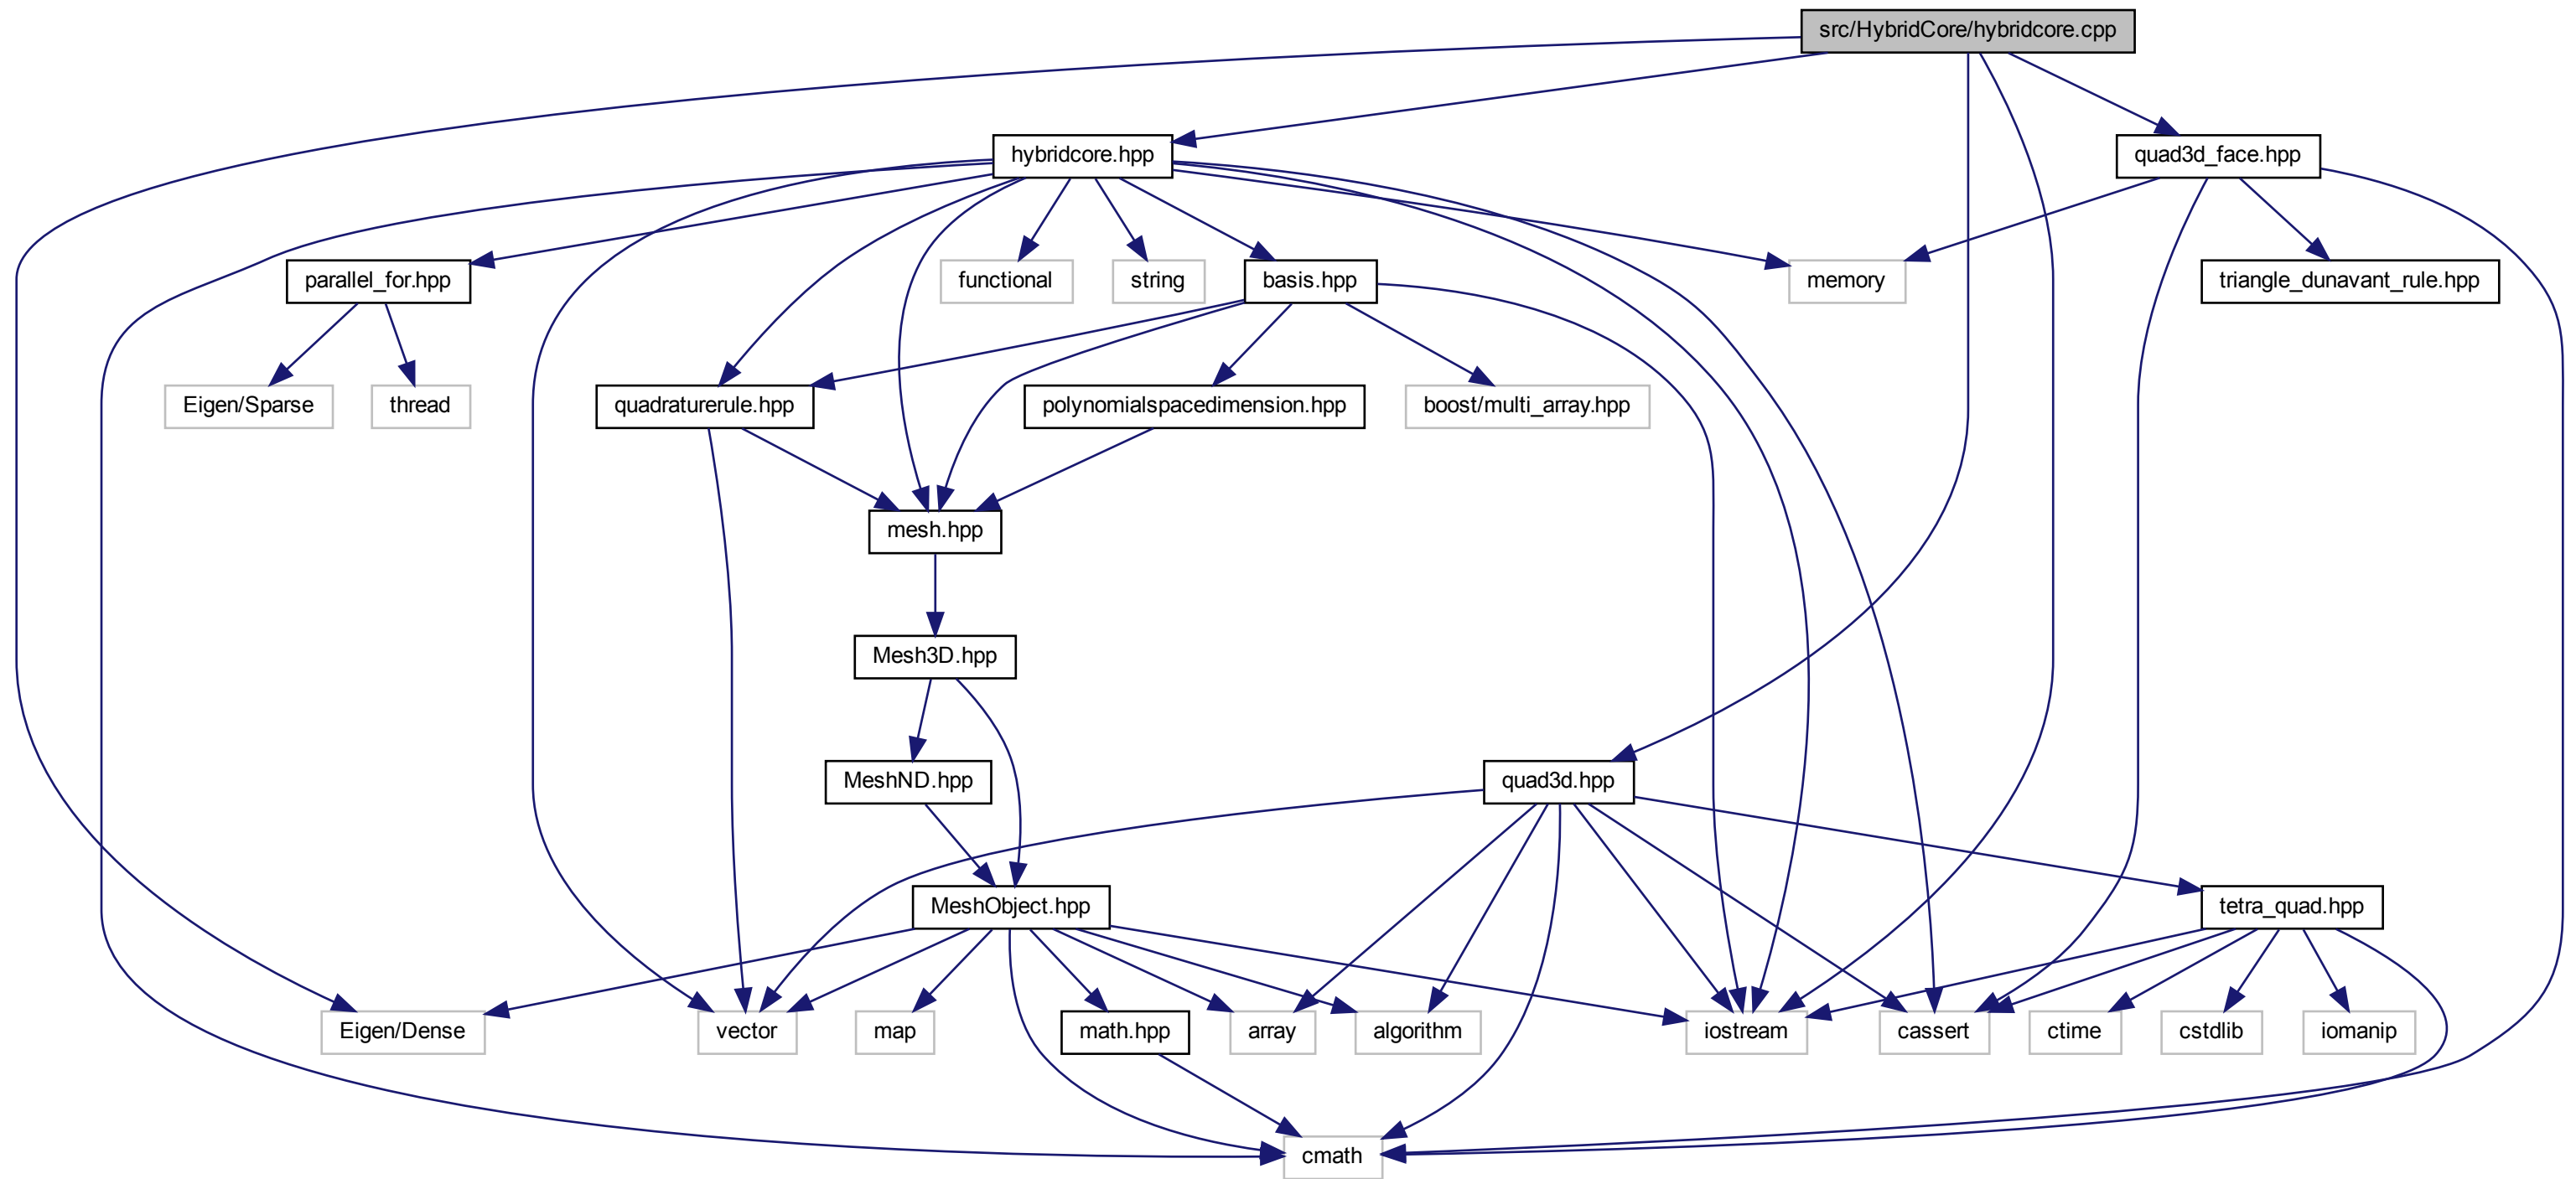 src/HybridCore/hybridcore.cpp
hybridcore.hpp
quad3d_face.hpp
parallel_for.hpp
functional
string
basis.hpp
memory
triangle_dunavant_rule.hpp
Eigen/Sparse
thread
quadraturerule.hpp
polynomialspacedimension.hpp
boost/multi_array.hpp
mesh.hpp
Mesh3D.hpp
MeshND.hpp
quad3d.hpp
MeshObject.hpp
tetra_quad.hpp
Eigen/Dense
vector
map
math.hpp
array
algorithm
iostream
cassert
ctime
cstdlib
iomanip
cmath